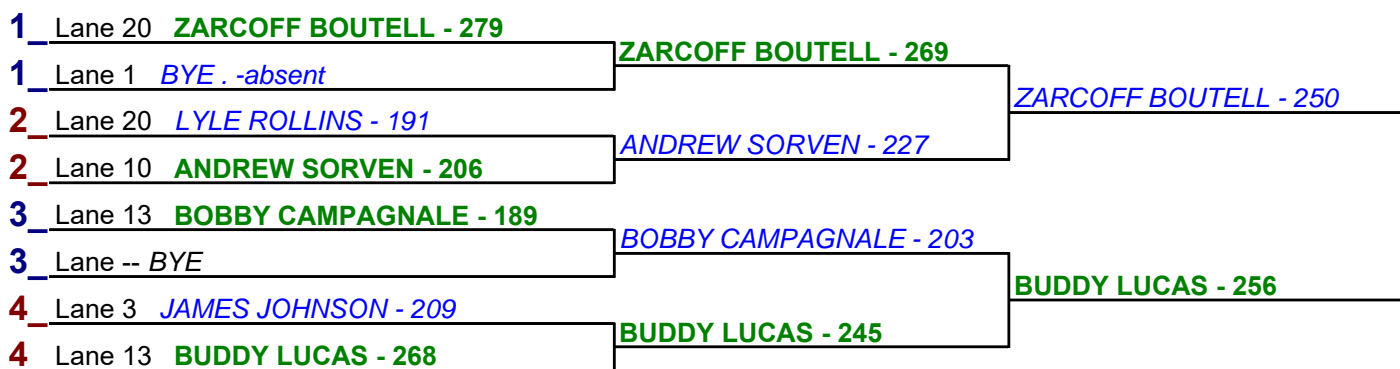 1_ Lane 20 ZARCOFF BOUTELL - 279
ZARCOFF BOUTELL - 269
1_ Lane 1 BYE . -absent
ZARCOFF BOUTELL - 250
2_ Lane 20 LYLE ROLLINS - 191
ANDREW SORVEN - 227
2_ Lane 10 ANDREW SORVEN - 206
3_ Lane 13 BOBBY CAMPAGNALE - 189
BOBBY CAMPAGNALE - 203
3_ Lane -- BYE
BUDDY LUCAS - 256
4_ Lane 3 JAMES JOHNSON - 209
BUDDY LUCAS - 245
4 Lane 13 BUDDY LUCAS - 268